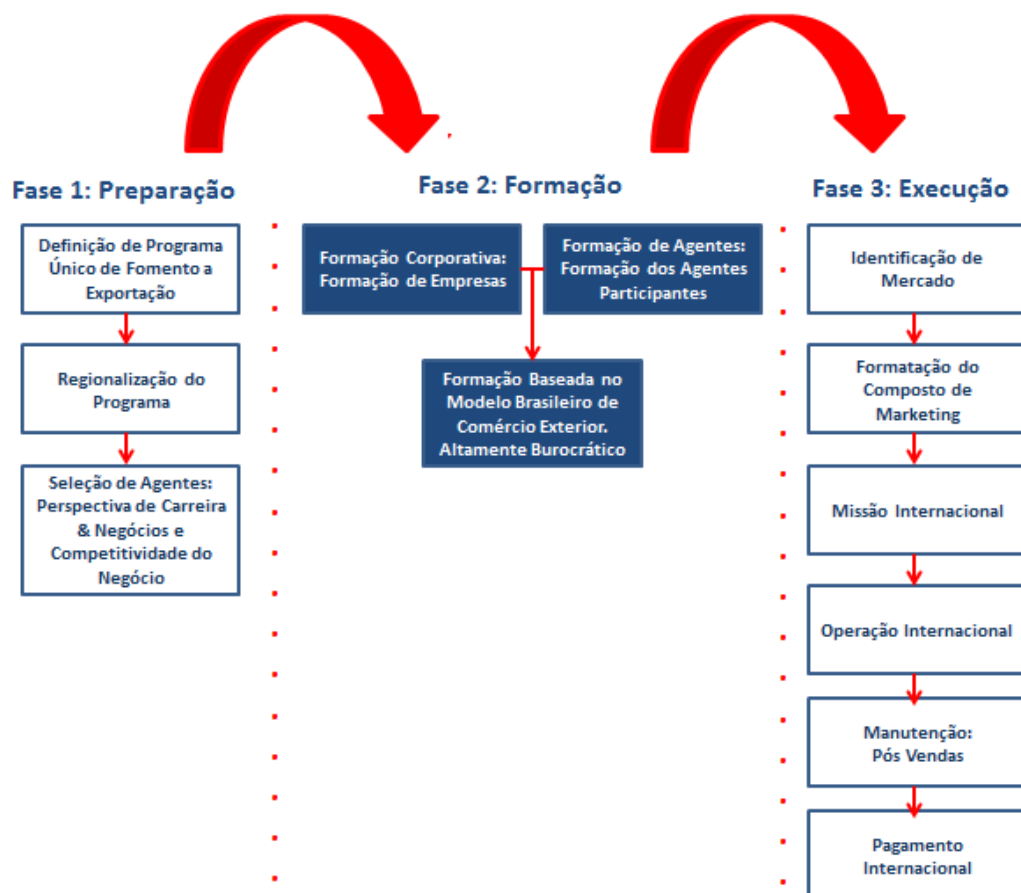 Fase 1: Preparação
Definição de Programa
Único de Fomento a
Exportação
Regionalização do
Programa
Seleção de Agentes:
Perspectiva de Carreira
& Negócios e
Competitividade do
Negócio
Fase 2: Formação
Formação Corporativa:
Formação de Empresas
Formação de Agentes:
Formação dos Agentes
Participantes
Formação Baseada no
Modelo Brasileiro de
Comércio Exterior.
Altamente Burocrático
Fase 3: Execução
Identificação de
Mercado
Formatação do
Composto de
Marketing
Missão Internacional
Operação Internacional
Manutenção:
Pós Vendas
Pagamento
Internacional